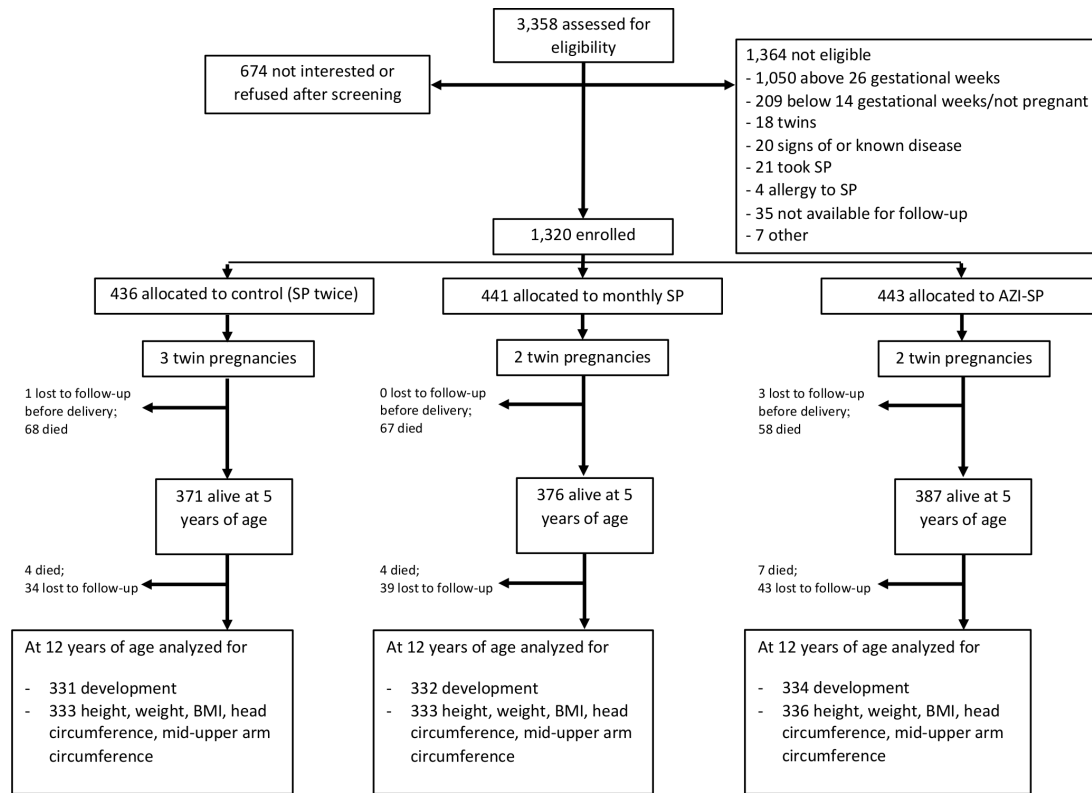 3,358 assessed for
eligibility
674 not interested or
refused after screening
1,364 not eligible
- 1,050 above 26 gestational weeks
- 209 below 14 gestational weeks/not pregnant
- 18 twins
- 20 signs of or known disease
- 21 took SP
- 4 allergy to SP
- 35 not available for follow-up
- 7 other
1,320 enrolled
436 allocated to control (SP twice)
441 allocated to monthly SP
443 allocated to AZI-SP
3 twin pregnancies
2 twin pregnancies
2 twin pregnancies
1 lost to follow-up
before delivery;
68 died
0 lost to follow-up
before delivery;
67 died
3 lost to follow-up
before delivery;
58 died
371 alive at 5
years of age
376 alive at 5
years of age
387 alive at 5
years of age
4 died;
34 lost to follow-up
4 died;
39 lost to follow-up
7 died;
43 lost to follow-up
At 12 years of age analyzed for
- 331 development
- 333 height, weight, BMI, head
circumference, mid-upper arm
circumference
At 12 years of age analyzed for
- 332 development
- 333 height, weight, BMI, head
circumference, mid-upper arm
circumference
At 12 years of age analyzed for
- 334 development
- 336 height, weight, BMI, head
circumference, mid-upper arm
circumference